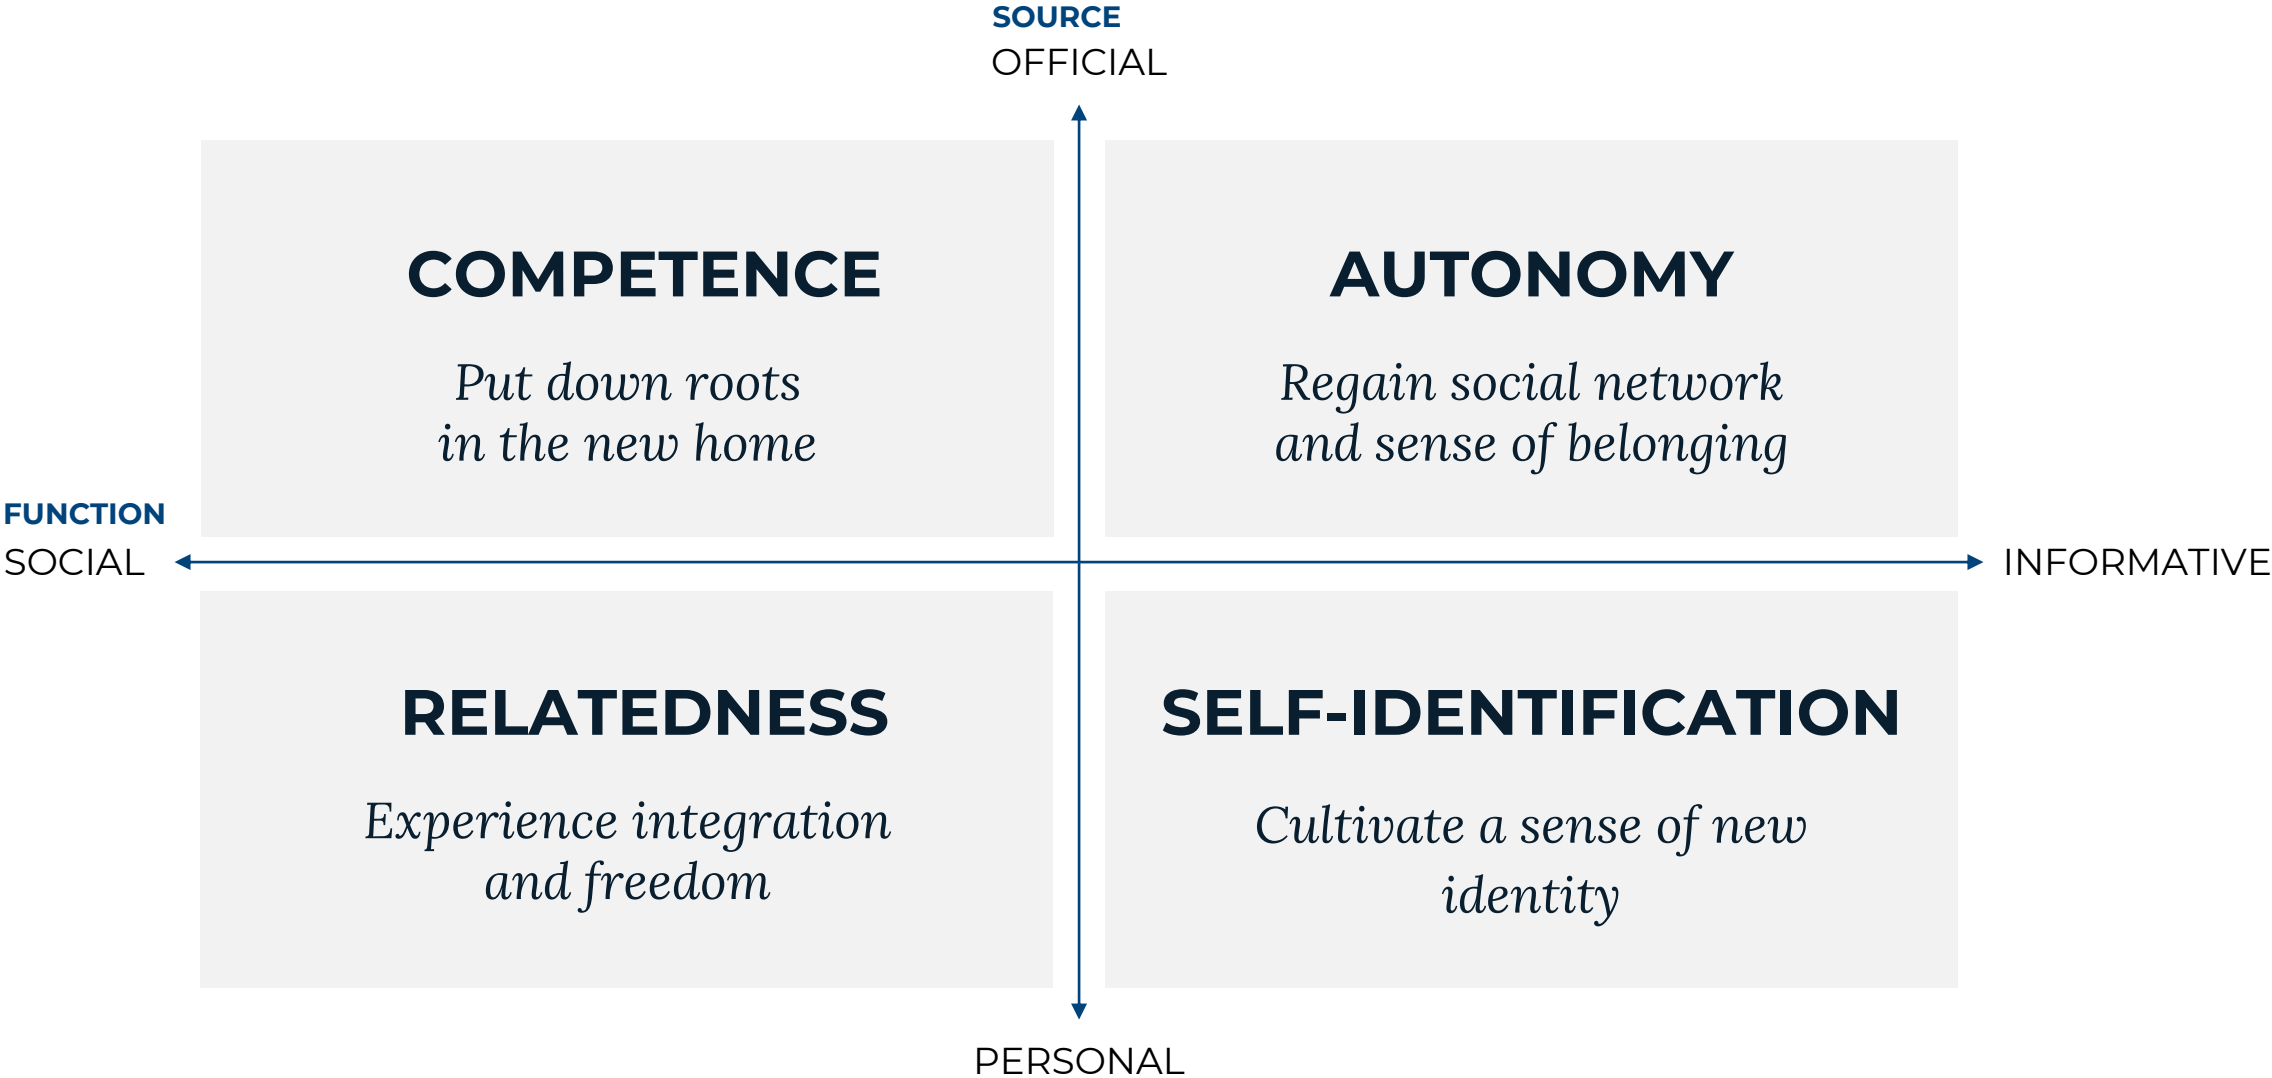 SOURCE
OFFICIAL
COMPETENCE
Put down roots
in the new home
AUTONOMY
Regain social network
and sense of belonging
FUNCTION
SOCIAL
INFORMATIVE
RELATEDNESS
Experience integration
and freedom
SELF-IDENTIFICATION
Cultivate a sense of new
identity
PERSONAL